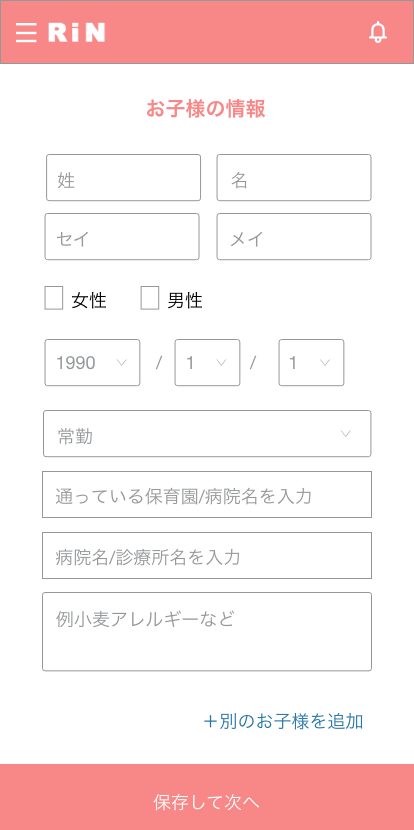 RiN
お子様の情報
姓 名
セイ メイ
女性 男性
1990 / 1 / 1
常勤
通っている保育園/病院名を入力
病院名/診療所名を入力
例小麦アレルギーなど
＋別のお子様を追加
保存して次へ